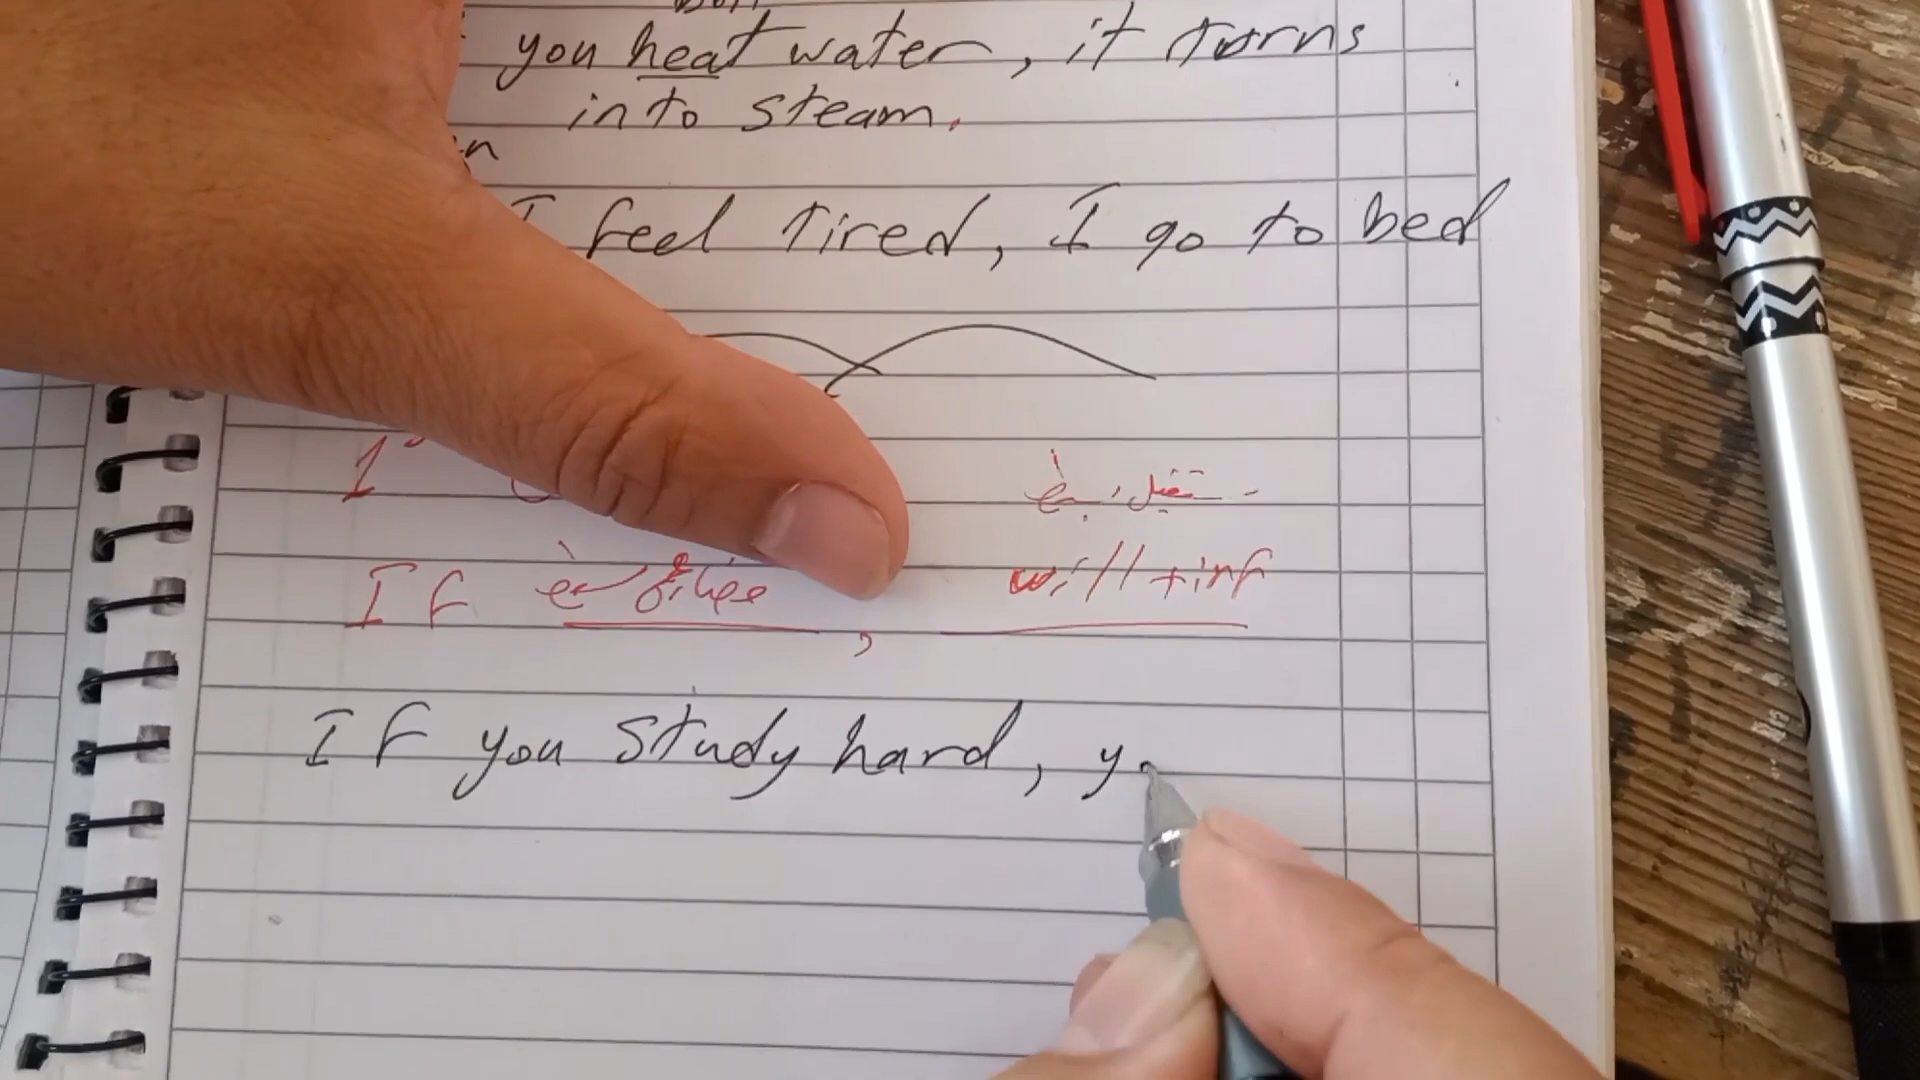 you heat water, it turns
into steam.
I feel tired, I go to bed
مستقبل بسيط
If مضارع بسيط , will + inf
If you study hard, yo